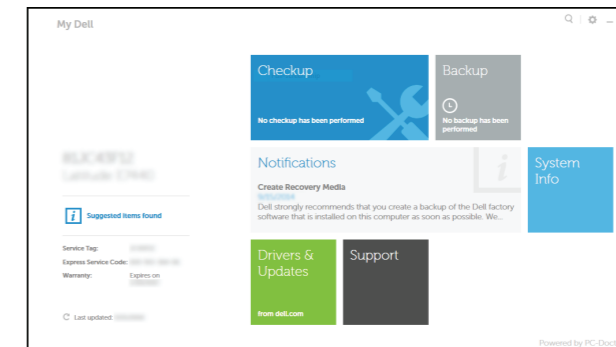 My Dell
Checkup
No checkup has been performed
Backup
No backup has been
performed
Suggested items found
Service Tag:
Express Service Code:
Warranty:
Expires on
Last updated:
Notifications
Create Recovery Media
Dell strongly recommends that you create a backup of the Dell factory
software that is installed on this computer as soon as possible. We...
System
Info
Drivers &
Updates
from dell.com
Support
Powered by